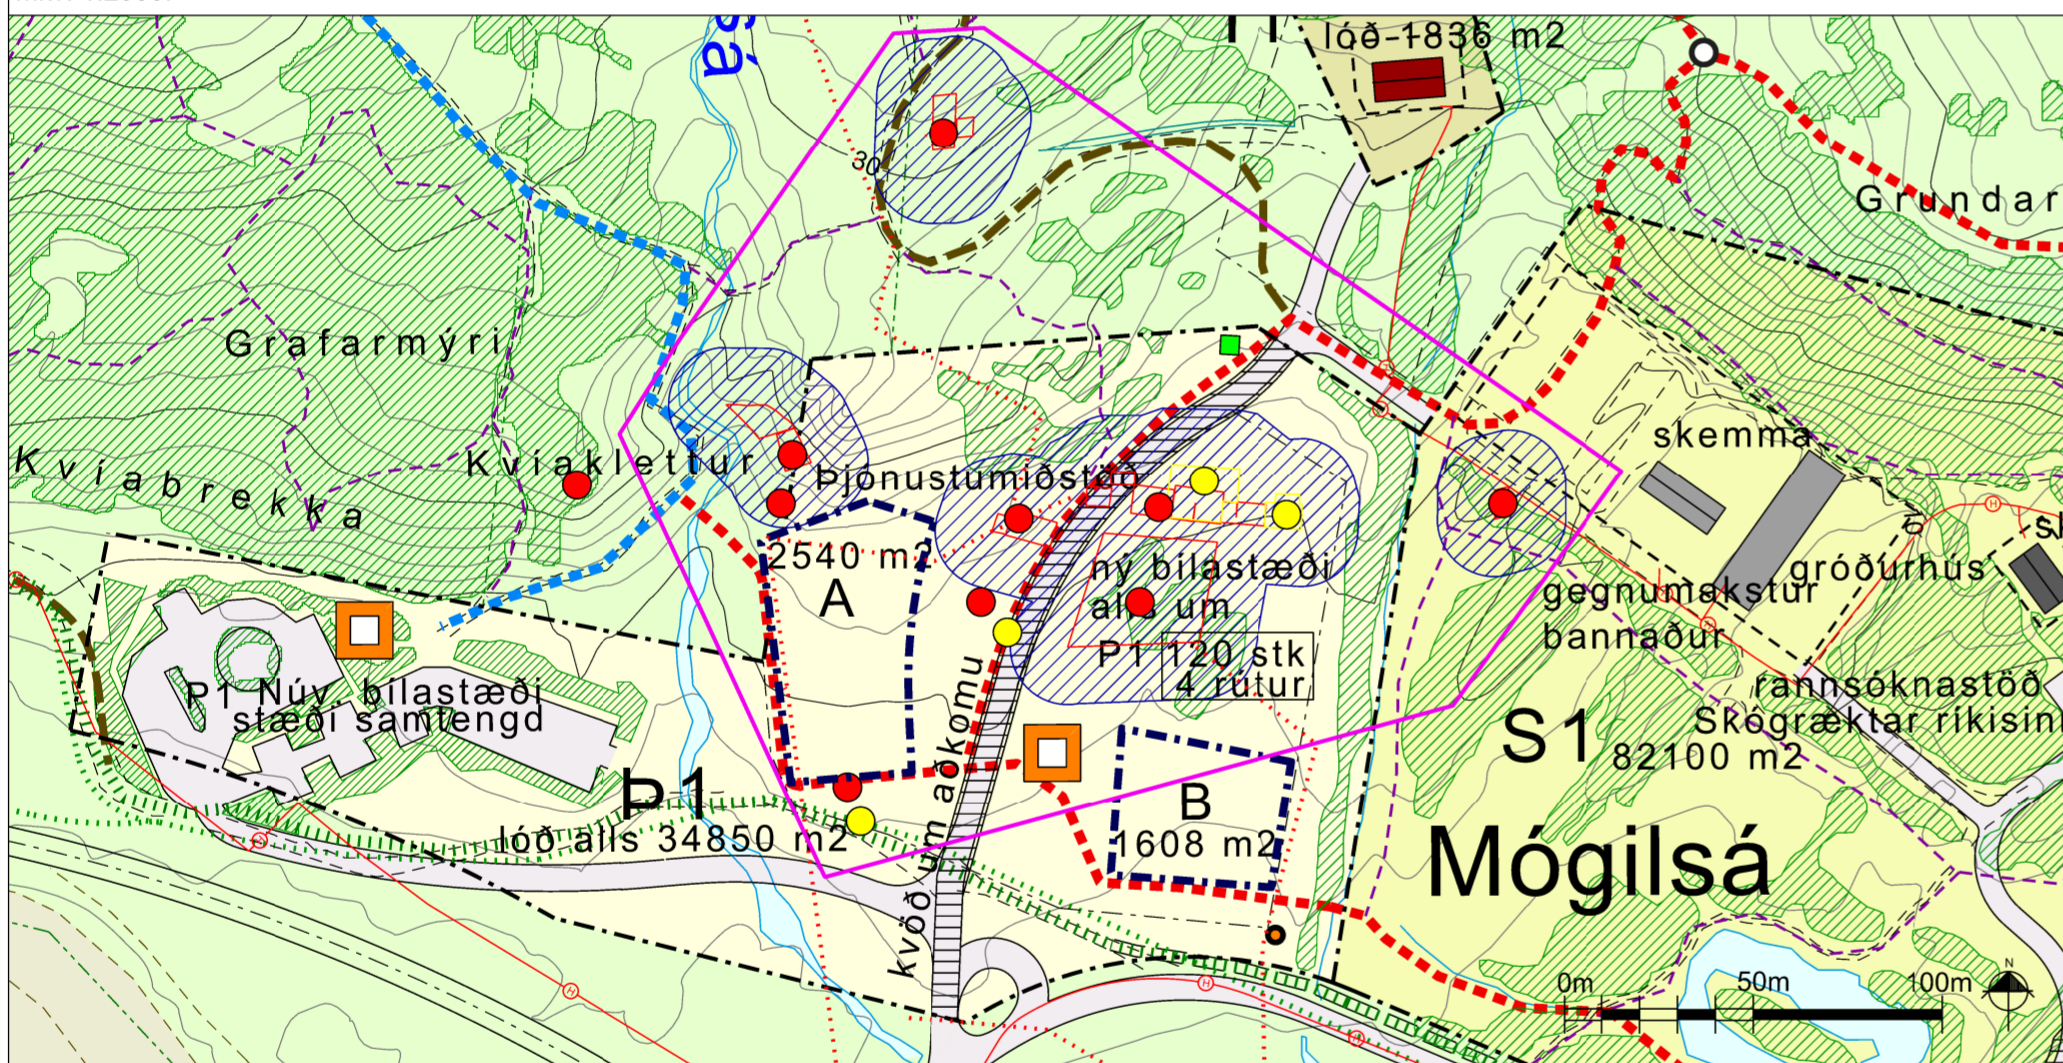 lóð 1836 m2
30
Grundar
Grafarmýri
Kvíaklettur
Kvíabrekka
Þjónustumiðstöð
skemma
2540 m2
A
ný bílastæði
alls um
P1 120 stk
4 rútur
gróðurhús
gegnumakstur
bannaður
P1 Núv. bílastæði
stæði samtengd
rannsóknastöð
Skógræktar ríkisin
S1 82100 m2
Þ1
lóð alls 34850 m2
kvöð um aðkomu
B
1608 m2
Mógilsá
0m 50m 100m
N